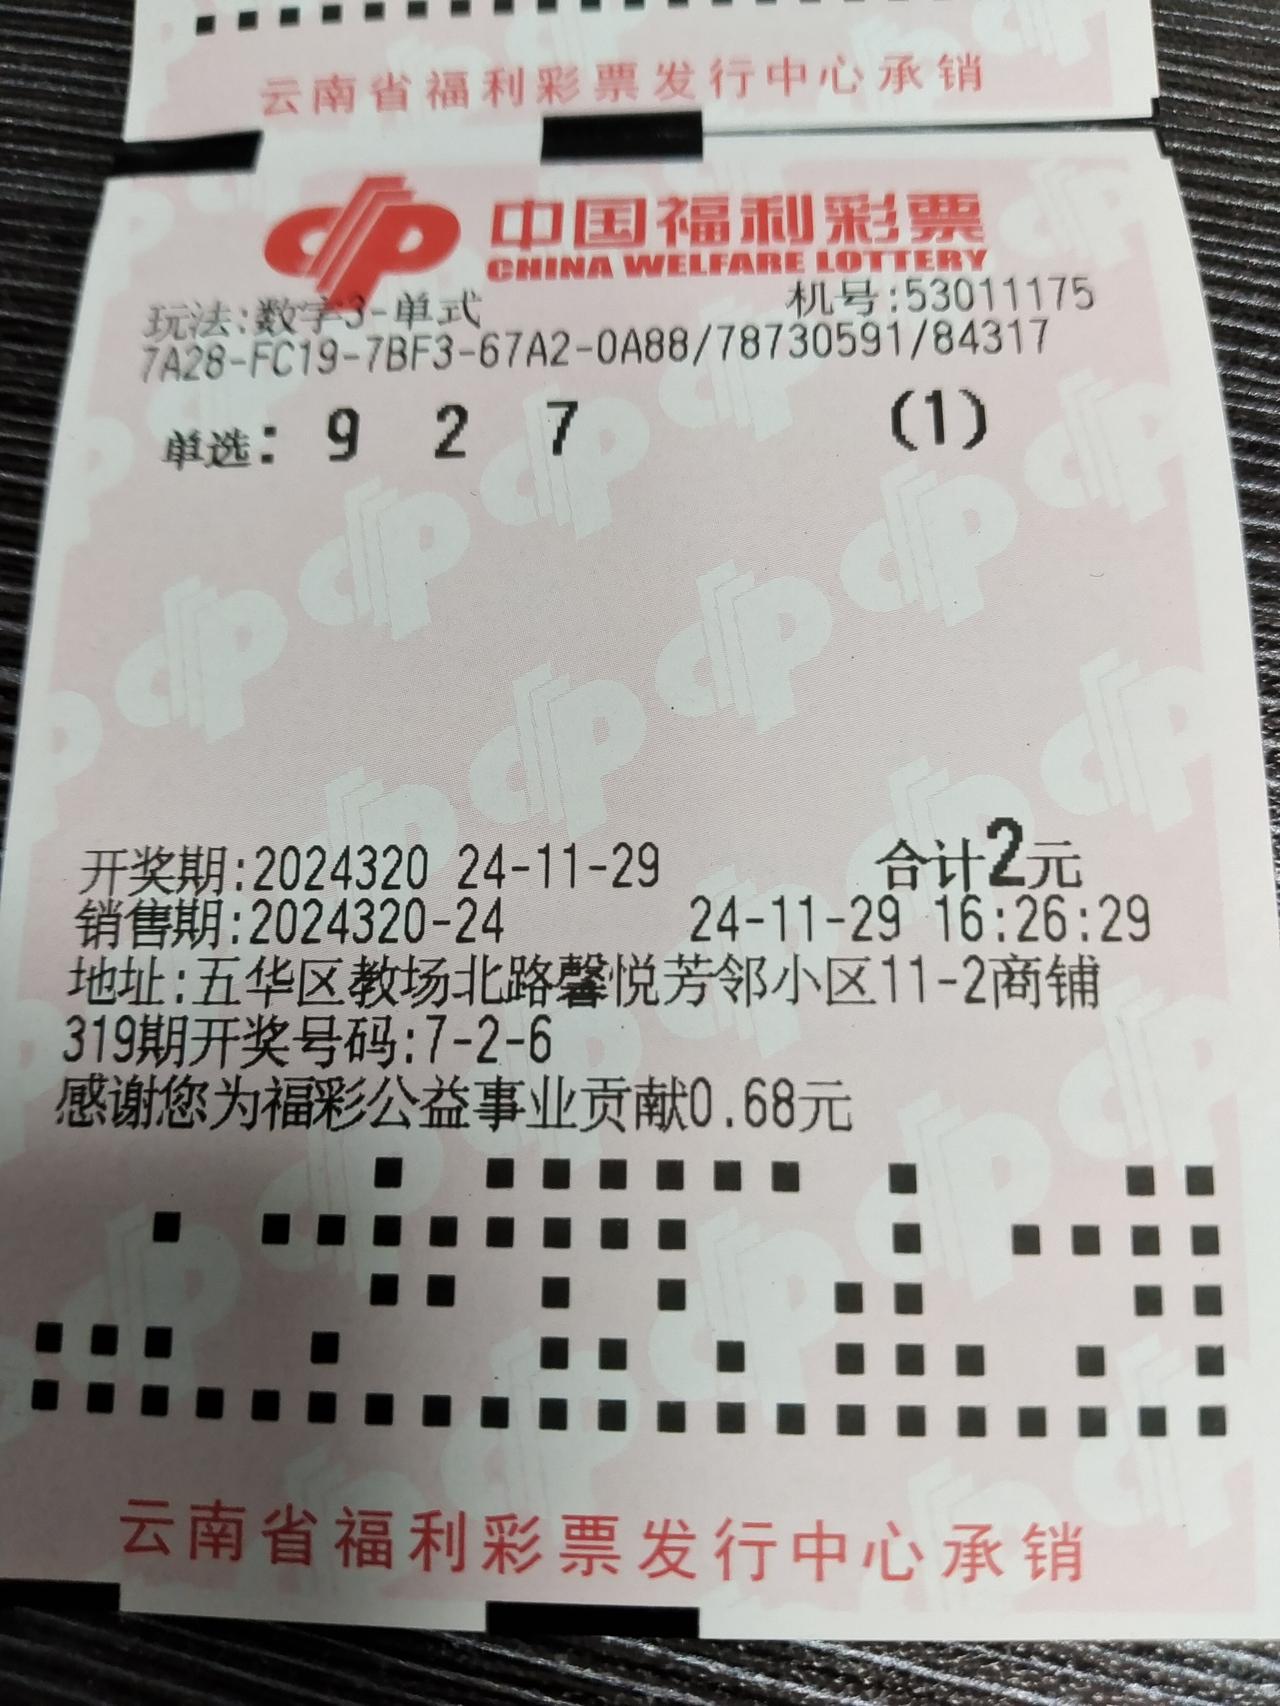 云南省福利彩票发行中心承销
中国福利彩票
CHINA WELFARE LOTTERY
玩法:数字3-单式 机号:53011175
7A28-FC19-7BF3-67A2-0A88/78730591/84317
单选: 9 2 7 (1)
开奖期:2024320 24-11-29 合计2元
销售期:2024320-24 24-11-29 16:26:29
地址:五华区教场北路馨悦芳邻小区11-2商铺
319期开奖号码:7-2-6
感谢您为福彩公益事业贡献0.68元
云南省福利彩票发行中心承销